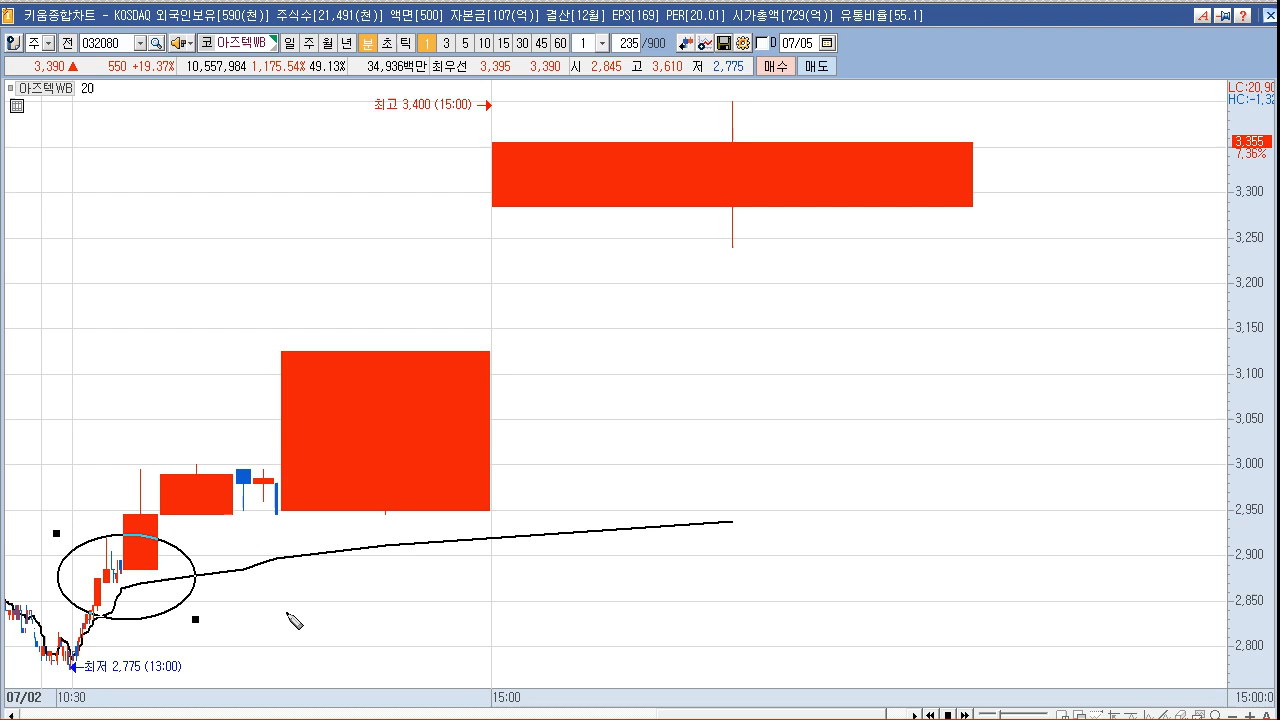 키움종합차트 - KOSDAQ 외국인보유[590(천)] 주식수[21,491(천)] 액면[500] 자본금[107(억)] 결산[12월] EPS[169] PER[20.01] 시가총액[729(억)] 유통비율[55.1]
주 전 032080 코 아즈텍WB 일 주 월 년 분 초 틱 1 3 5 10 15 30 45 60 1 235 /900 D 07/05
3,390 ▲ 550 +19.37% 10,557,984 1,175.54% 49.13% 34,936백만 최우선 3,395 3,390 시 2,845 고 3,610 저 2,775 매수 매도
아즈텍WB 20
최고 3,400 (15:00)
HC:-1,32
3,355
7,36%
3,300
3,250
3,200
3,150
3,100
3,050
3,000
2,950
2,900
2,850
2,800
최저 2,775 (13:00)
07/02 10:30 15:00 15:00:0